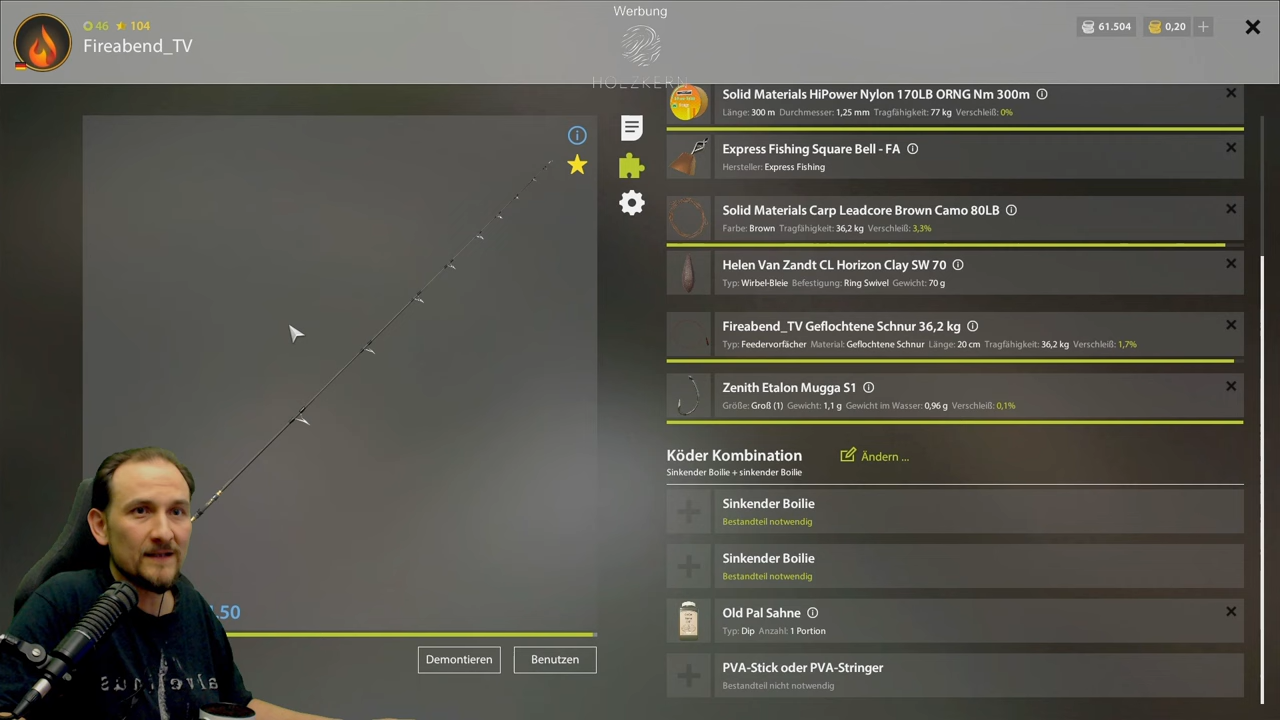 46 104
Fireabend_TV
Werbung
HOLZKERN
61.504
0,20
Solid Materials HiPower Nylon 170LB ORNG Nm 300m
Länge: 300 m Durchmesser: 1,25 mm Tragfähigkeit: 77 kg Verschleiß: 0%
Express Fishing Square Bell - FA
Hersteller: Express Fishing
Solid Materials Carp Leadcore Brown Camo 80LB
Farbe: Brown Tragfähigkeit: 36,2 kg Verschleiß: 3,3%
Helen Van Zandt CL Horizon Clay SW 70
Typ: Wirbel-Bleie Befestigung: Ring Swivel Gewicht: 70 g
Fireabend_TV Geflochtene Schnur 36,2 kg
Typ: Feedervorfächer Material: Geflochtene Schnur Länge: 20 cm Tragfähigkeit: 36,2 kg Verschleiß: 1,7%
Zenith Etalon Mugga S1
Größe: Groß (1) Gewicht: 1,1 g Gewicht im Wasser: 0,96 g Verschleiß: 0,1%
Köder Kombination
Ändern ...
Sinkender Boilie + sinkender Boilie
Sinkender Boilie
Bestandteil notwendig
Sinkender Boilie
Bestandteil notwendig
Old Pal Sahne
Typ: Dip Anzahl: 1 Portion
PVA-Stick oder PVA-Stringer
Bestandteil nicht notwendig
.50
Demontieren
Benutzen